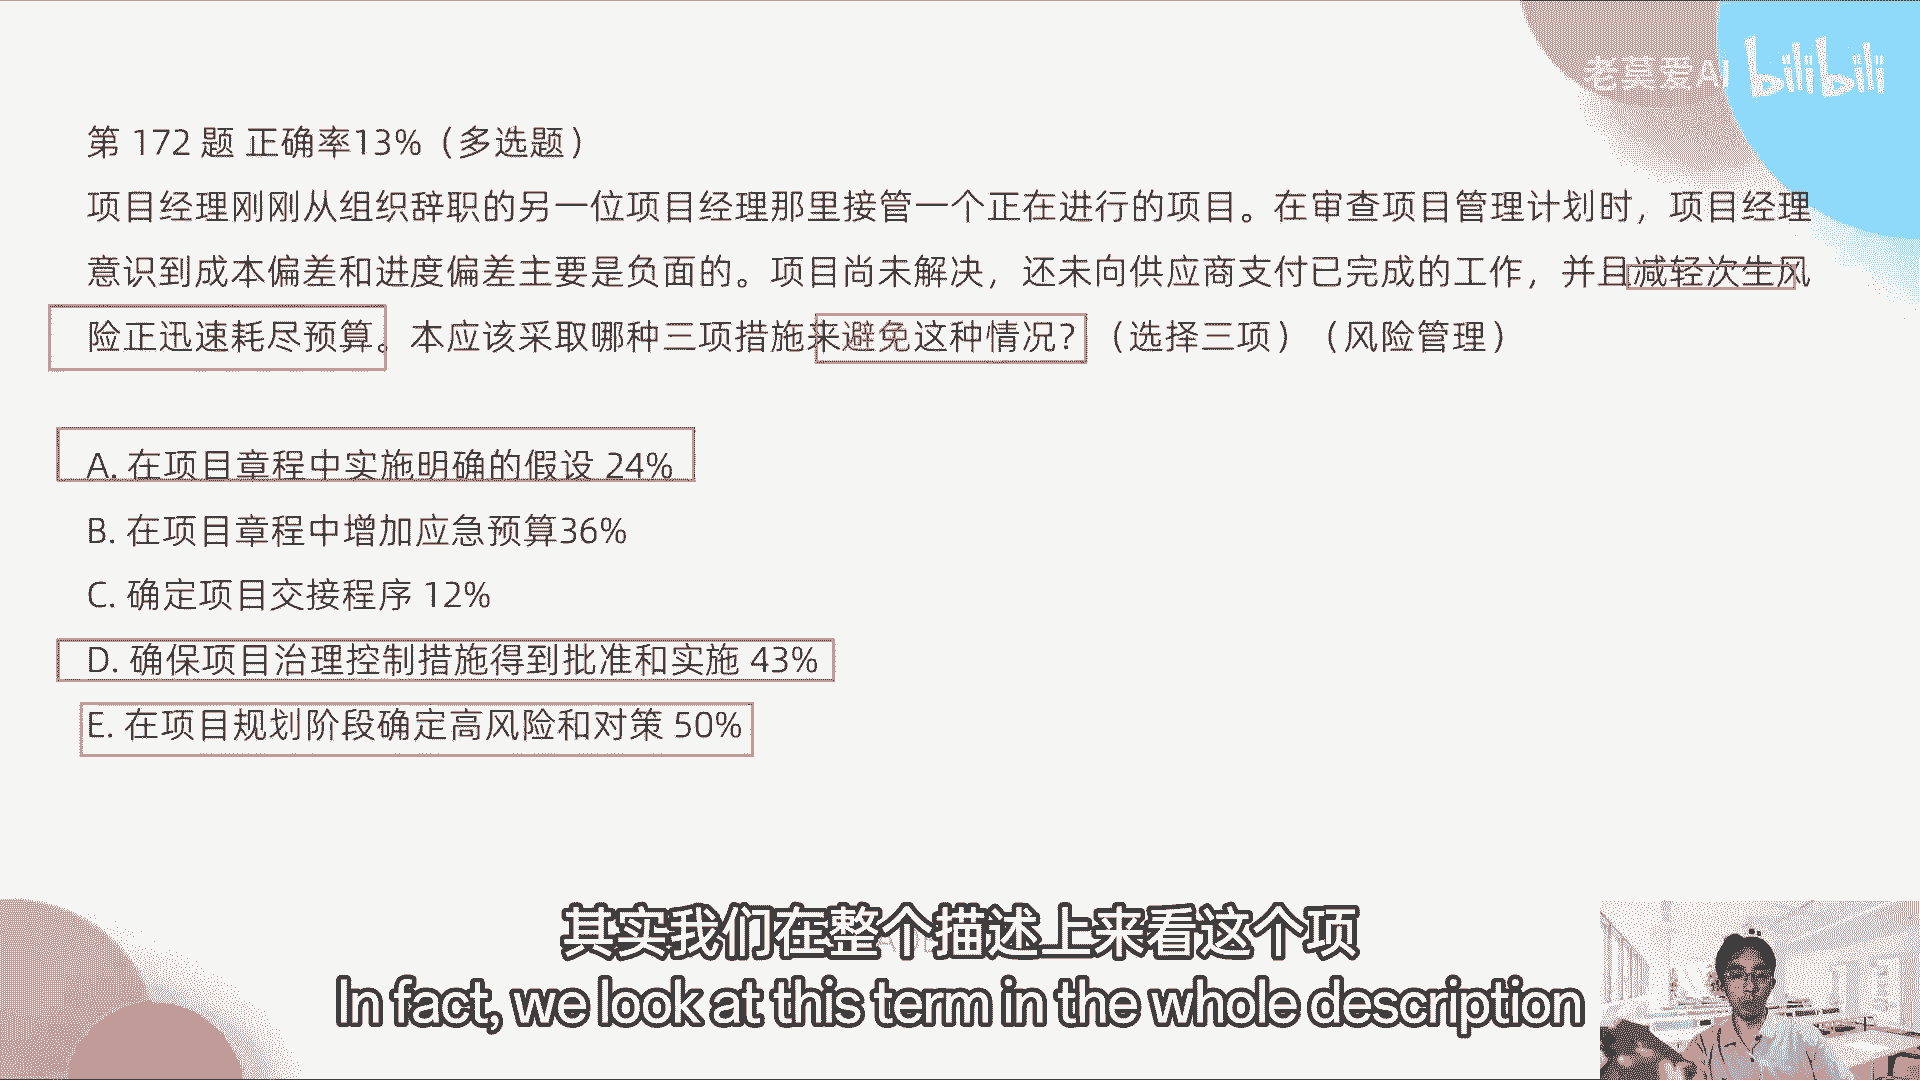 老莫爱AI bilibili
第 172 题 正确率13%（多选题）
项目经理刚刚从组织辞职的另一位项目经理那里接管一个正在进行的项目。在审查项目管理计划时，项目经理
意识到成本偏差和进度偏差主要是负面的。项目尚未解决，还未向供应商支付已完成的工作，并且减轻次生风
险正迅速耗尽预算。本应该采取哪种三项措施来避免这种情况？（选择三项）（风险管理）
A. 在项目章程中实施明确的假设 24%
B. 在项目章程中增加应急预算36%
C. 确定项目交接程序 12%
D. 确保项目治理控制措施得到批准和实施 43%
E. 在项目规划阶段确定高风险和对策 50%
其实我们在整个描述上来看这个项
In fact, we look at this term in the whole description